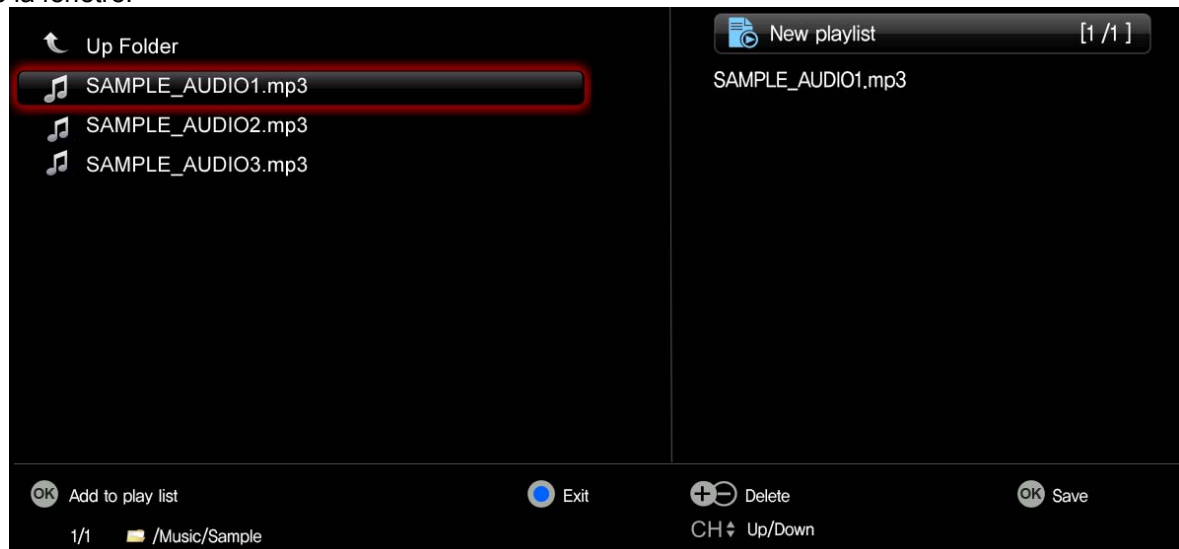 Up Folder
SAMPLE_AUDIO1.mp3
SAMPLE_AUDIO2.mp3
SAMPLE_AUDIO3.mp3
New playlist [1 /1 ]
SAMPLE_AUDIO1.mp3
OK Add to play list
Exit
Delete
OK Save
1/1 /Music/Sample
CH Up/Down